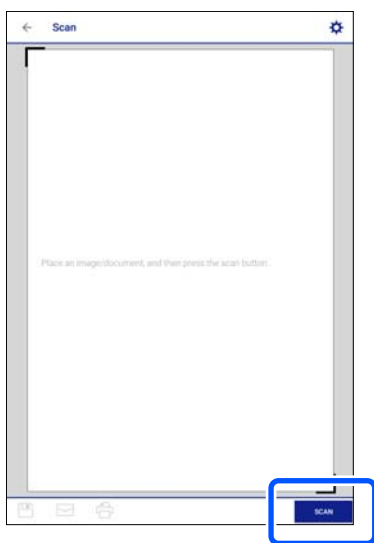 Scan
Place an image/document, and then press the scan button.
SCAN